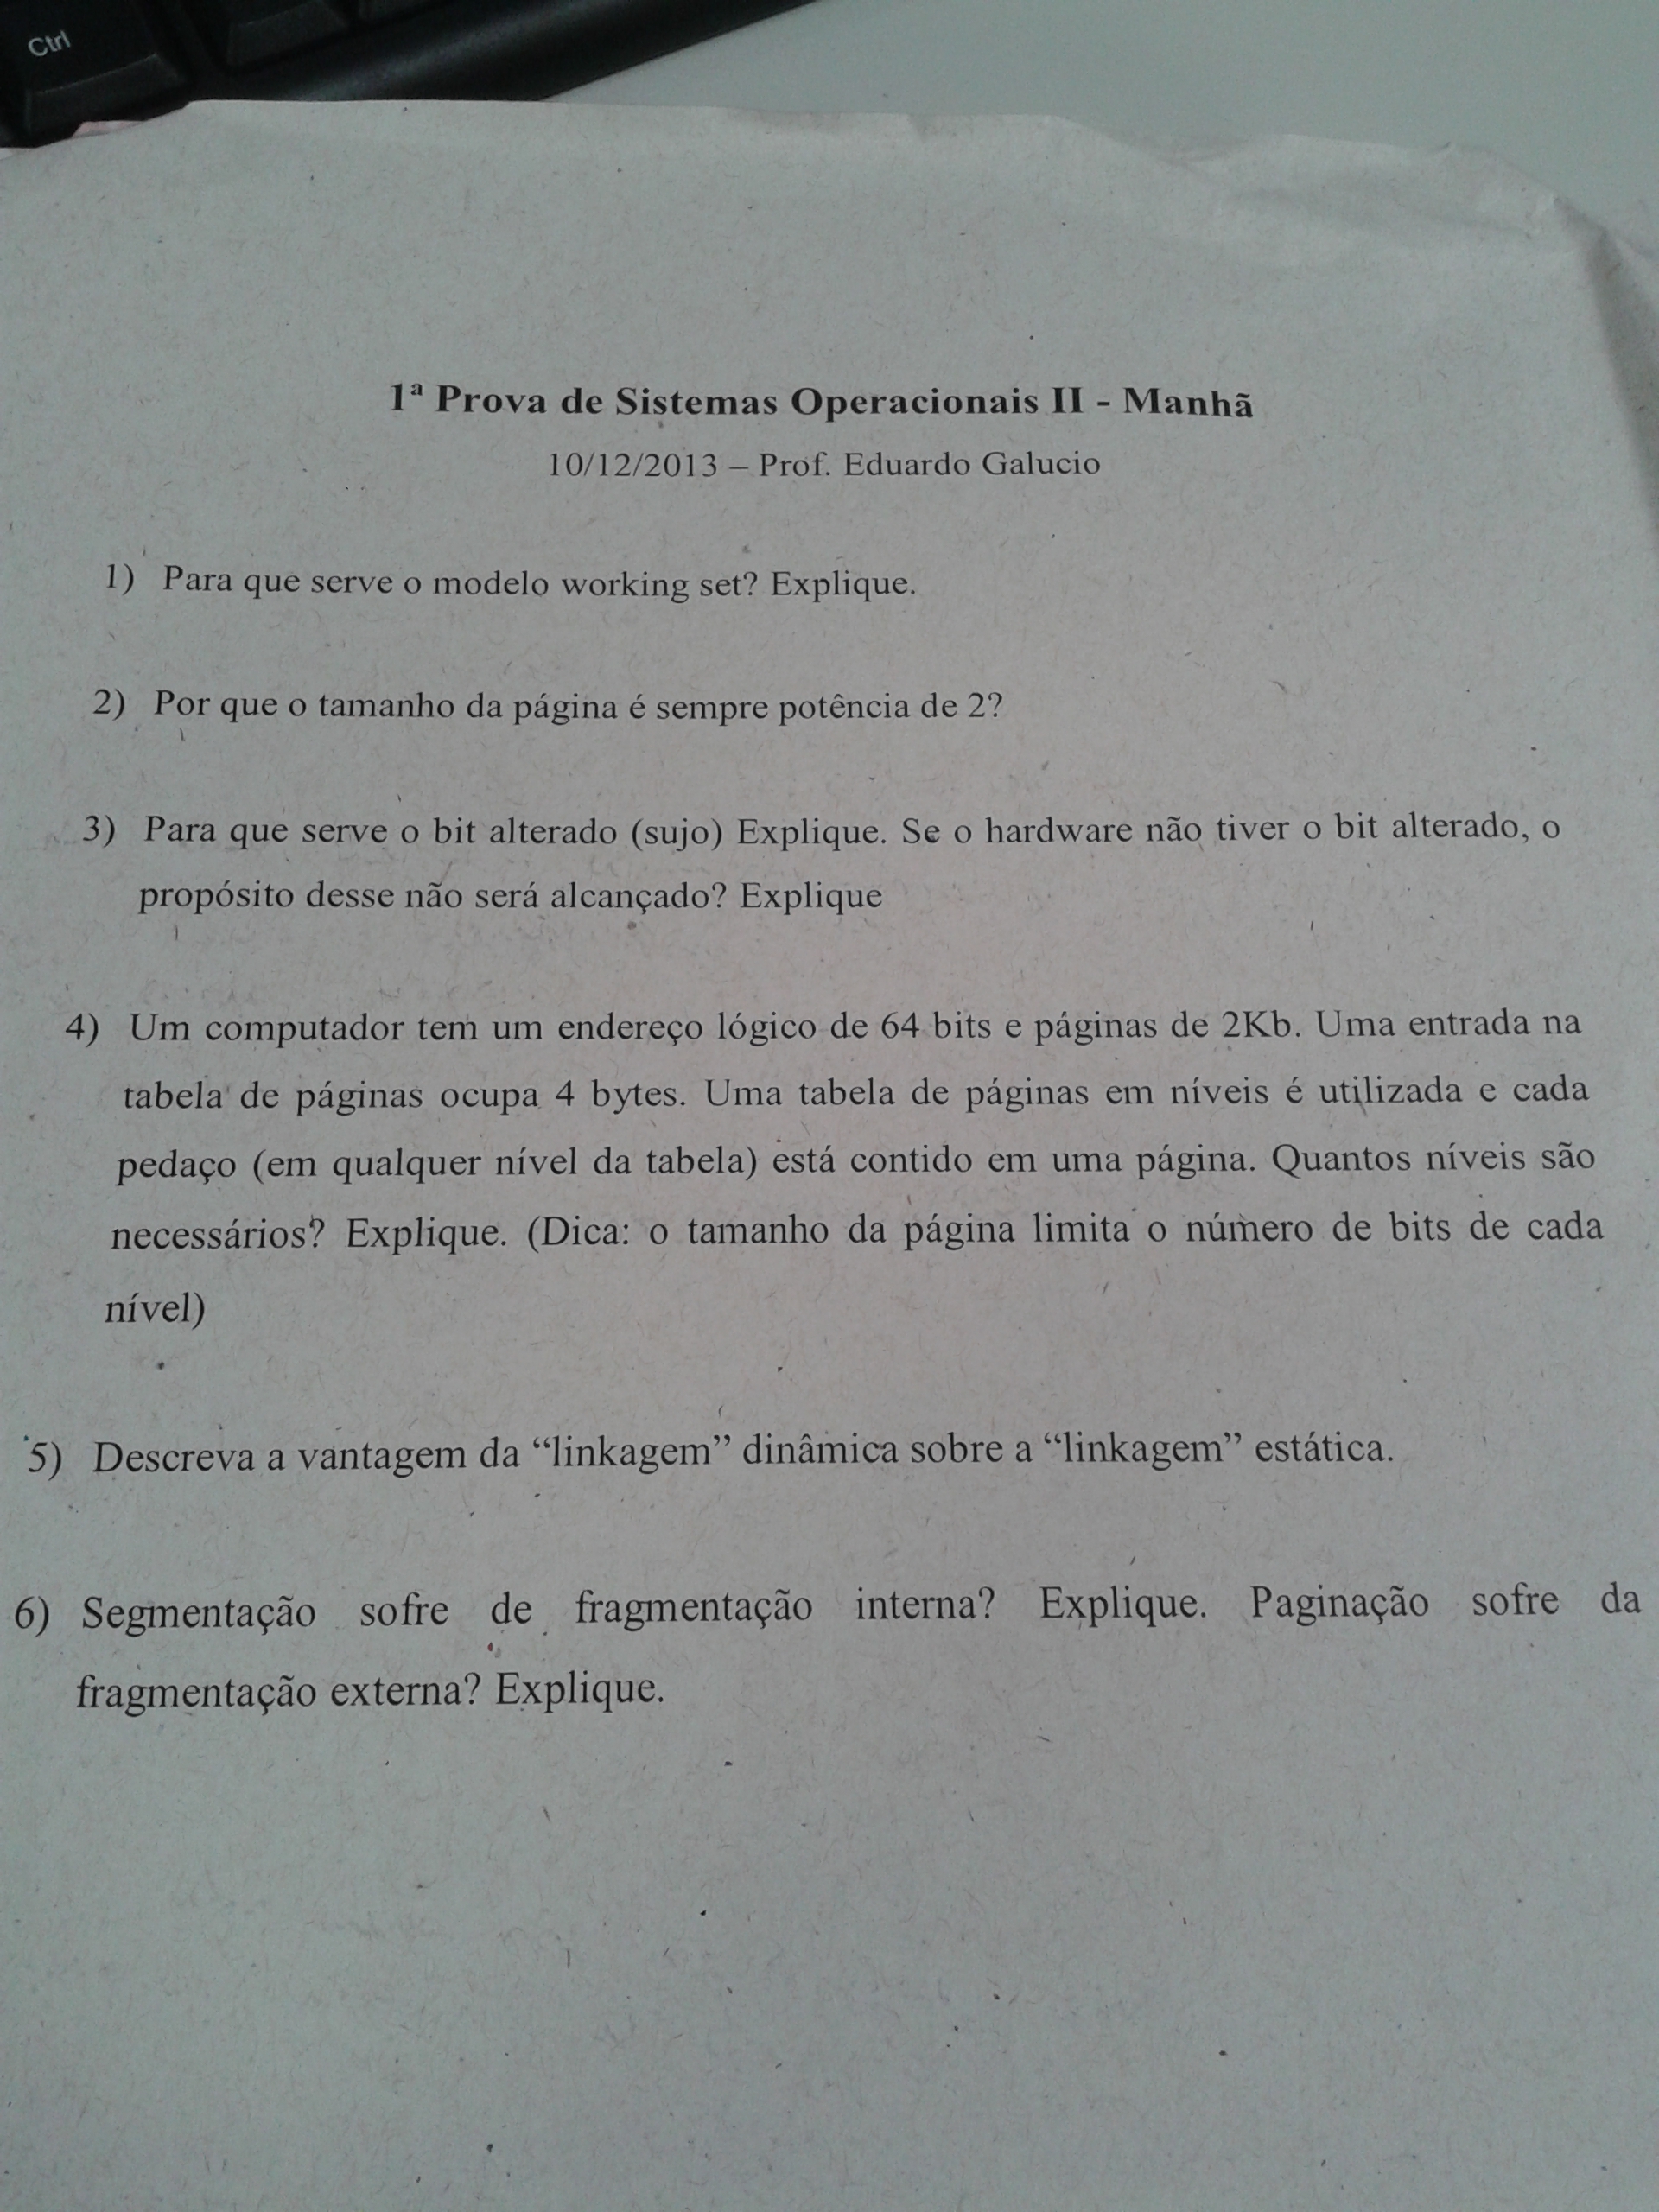 Ctrl
1ª Prova de Sistemas Operacionais II - Manhã
10/12/2013 – Prof. Eduardo Galucio
1) Para que serve o modelo working set? Explique.
2) Por que o tamanho da página é sempre potência de 2?
3) Para que serve o bit alterado (sujo) Explique. Se o hardware não tiver o bit alterado, o
propósito desse não será alcançado? Explique
4) Um computador tem um endereço lógico de 64 bits e páginas de 2Kb. Uma entrada na
tabela de páginas ocupa 4 bytes. Uma tabela de páginas em níveis é utilizada e cada
pedaço (em qualquer nível da tabela) está contido em uma página. Quantos níveis são
necessários? Explique. (Dica: o tamanho da página limita o número de bits de cada
nível)
5) Descreva a vantagem da “linkagem” dinâmica sobre a “linkagem” estática.
6) Segmentação sofre de fragmentação interna? Explique. Paginação sofre da
fragmentação externa? Explique.